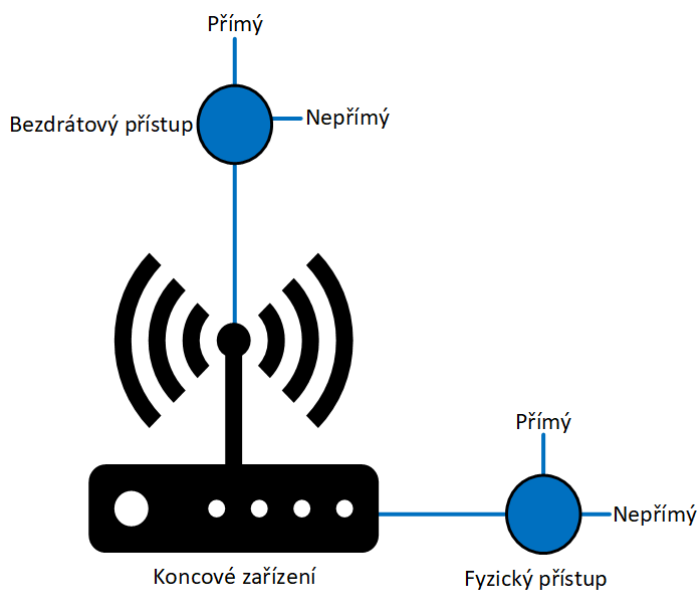 Přímý
Bezdrátový přístup
Nepřímý
Přímý
Nepřímý
Koncové zařízení
Fyzický přístup